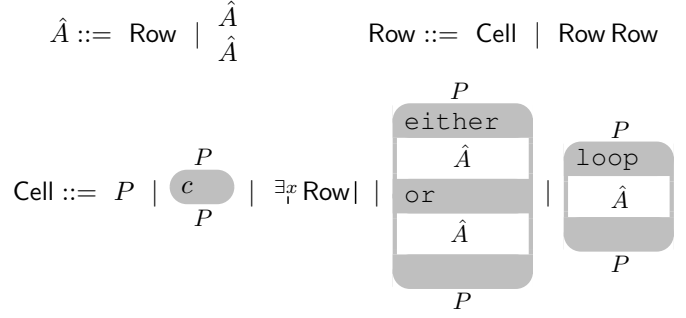 Â ::= Row | Â
Â
Row ::= Cell | Row Row
Cell ::= P | P
c
P
| ∃x Row| |
P
either
Â
or
Â
P
|
P
loop
Â
P